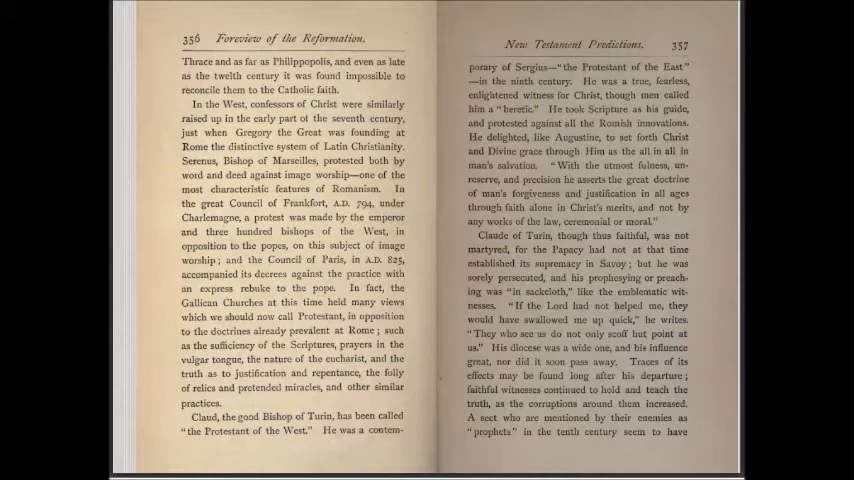 356 Foreview of the Reformation.
Thrace and as far as Philippopolis, and even as late
as the twelfth century it was found impossible to
reconcile them to the Catholic faith.
In the West, confessors of Christ were similarly
raised up in the early part of the seventh century,
just when Gregory the Great was founding at
Rome the distinctive system of Latin Christianity.
Serenus, Bishop of Marseilles, protested both by
word and deed against image worship—one of the
most characteristic features of Romanism. In
the great Council of Frankfort, A.D. 794, under
Charlemagne, a protest was made by the emperor
and three hundred bishops of the West, in
opposition to the popes, on this subject of image
worship; and the Council of Paris, in A.D. 825,
accompanied its decrees against the practice with
an express rebuke to the pope. In fact, the
Gallican Churches at this time held many views
which we should now call Protestant, in opposition
to the doctrines already prevalent at Rome; such
as the sufficiency of the Scriptures, prayers in the
vulgar tongue, the nature of the eucharist, and the
truth as to justification and repentance, the folly
of relics and pretended miracles, and other similar
practices.
Claud, the good Bishop of Turin, has been called
"the Protestant of the West." He was a contem-
New Testament Predictions. 357
porary of Sergius—"the Protestant of the East"
—in the ninth century. He was a true, fearless,
enlightened witness for Christ, though men called
him a "heretic." He took Scripture as his guide,
and protested against all the Romish innovations.
He delighted, like Augustine, to set forth Christ
and Divine grace through Him as the all in all in
man's salvation. "With the utmost fulness, un-
reserve, and precision he asserts the great doctrine
of man's forgiveness and justification in all ages
through faith alone in Christ's merits, and not by
any works of the law, ceremonial or moral."
Claude of Turin, though thus faithful, was not
martyred, for the Papacy had not at that time
established its supremacy in Savoy; but he was
sorely persecuted, and his prophesying or preach-
ing was "in sackcloth," like the emblematic wit-
nesses. "If the Lord had not helped me, they
would have swallowed me up quick," he writes.
"They who see us do not only scoff but point at
us." His diocese was a wide one, and his influence
great, nor did it soon pass away. Traces of its
effects may be found long after his departure;
faithful witnesses continued to hold and teach the
truth, as the corruptions around them increased.
A sect who are mentioned by their enemies as
"prophets" in the tenth century seem to have